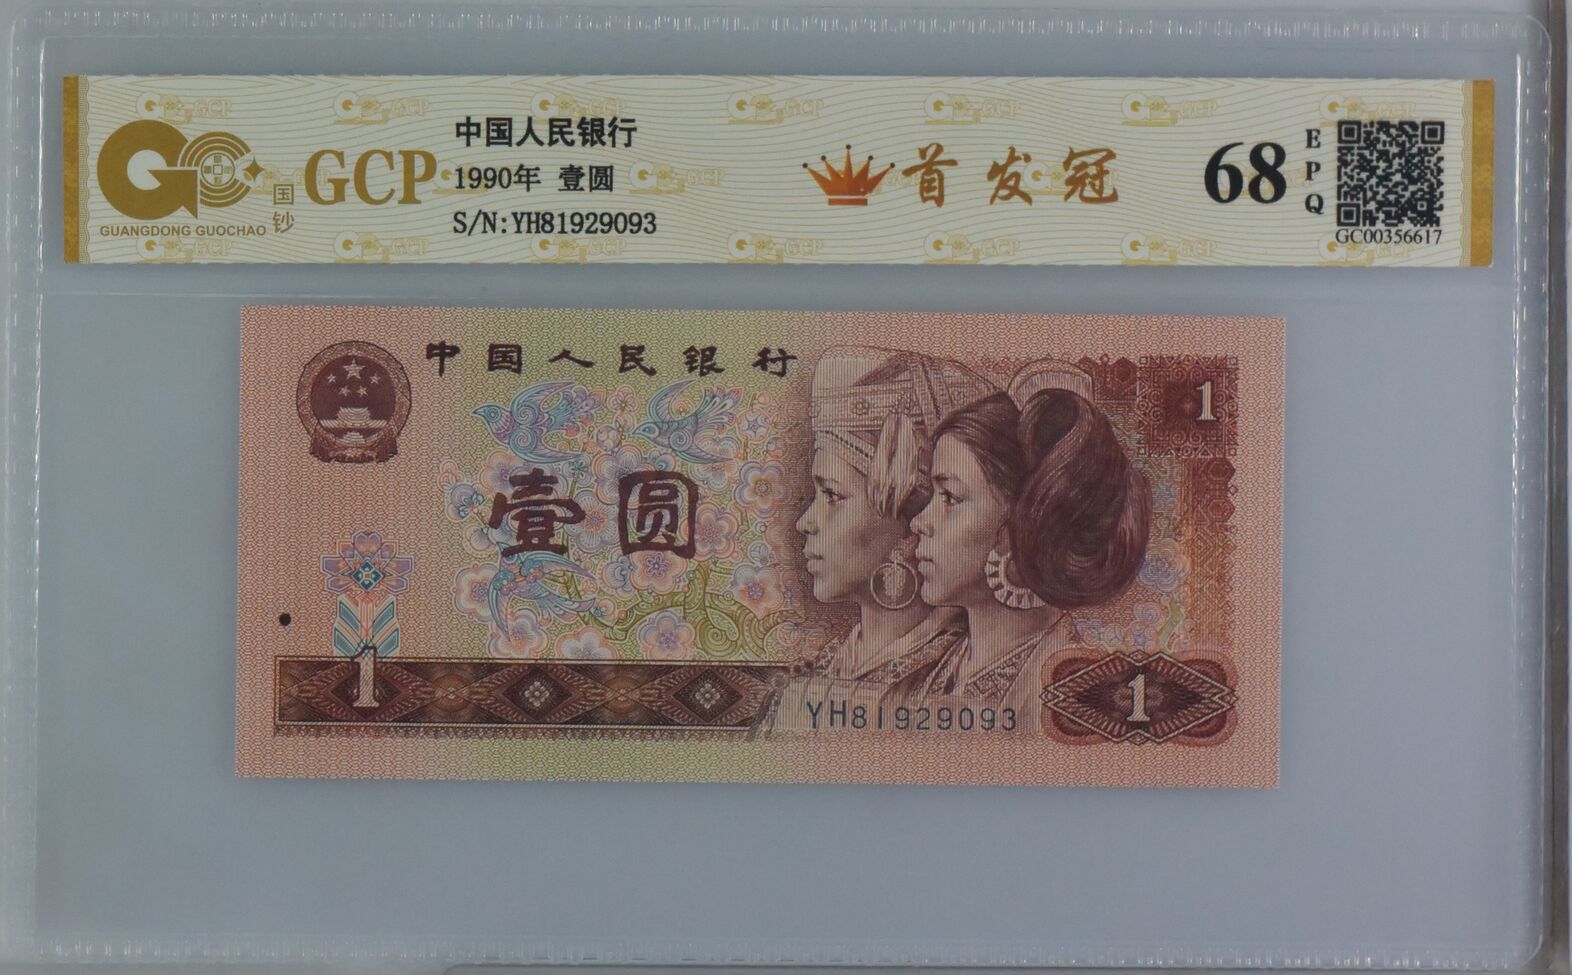 GCP
国钞
GUANGDONG GUOCHAO
中国人民银行
1990年 壹圆
S/N:YH81929093
首发冠
68
EPQ
GC00356617
中国人民银行
1
壹圆
1
YH81929093
1